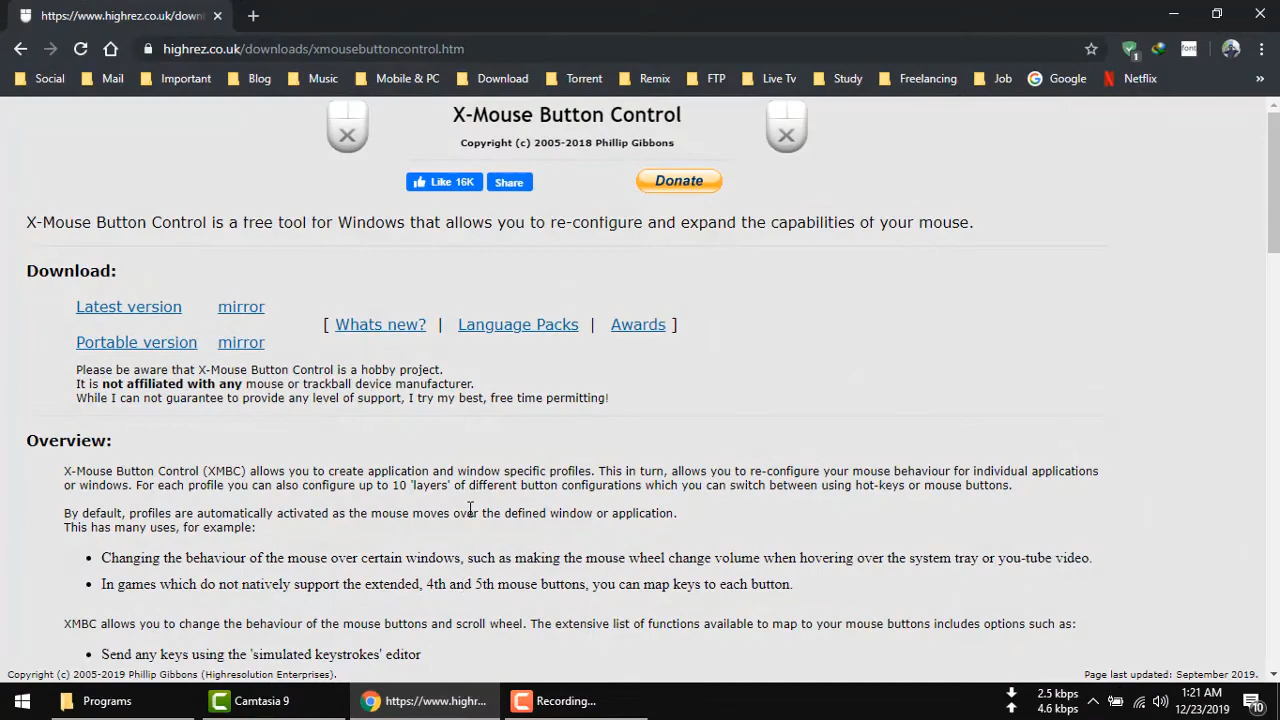 https://www.highrez.co.uk/downl
highrez.co.uk/downloads/xmousebuttoncontrol.htm
1
font
Social Mail Important Blog Music Mobile & PC Download Torrent Remix FTP Live Tv Study Freelancing Job Google Netflix »
X-Mouse Button Control
Copyright (c) 2005-2018 Phillip Gibbons
Like 16K Share Donate
X-Mouse Button Control is a free tool for Windows that allows you to re-configure and expand the capabilities of your mouse.
Download:
Latest version mirror
[ Whats new? | Language Packs | Awards ]
Portable version mirror
Please be aware that X-Mouse Button Control is a hobby project.
It is not affiliated with any mouse or trackball device manufacturer.
While I can not guarantee to provide any level of support, I try my best, free time permitting!
Overview:
X-Mouse Button Control (XMBC) allows you to create application and window specific profiles. This in turn, allows you to re-configure your mouse behaviour for individual applications
or windows. For each profile you can also configure up to 10 'layers' of different button configurations which you can switch between using hot-keys or mouse buttons.
By default, profiles are automatically activated as the mouse moves over the defined window or application.
This has many uses, for example:
• Changing the behaviour of the mouse over certain windows, such as making the mouse wheel change volume when hovering over the system tray or you-tube video.
• In games which do not natively support the extended, 4th and 5th mouse buttons, you can map keys to each button.
XMBC allows you to change the behaviour of the mouse buttons and scroll wheel. The extensive list of functions available to map to your mouse buttons includes options such as:
• Send any keys using the 'simulated keystrokes' editor
Copyright (c) 2005-2019 Phillip Gibbons (Highresolution Enterprises). Page last updated: September 2019.
Programs Camtasia 9 https://www.highr... Recording...
2.5 kbps
4.6 kbps
1:21 AM
12/23/2019
10